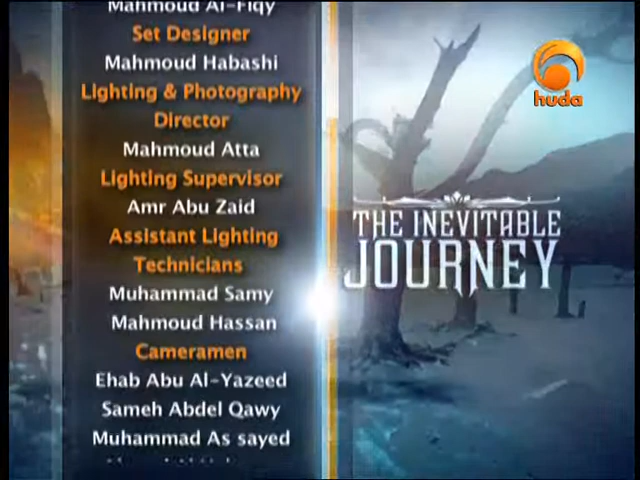 Mahmoud Al-Fiqy
Set Designer
Mahmoud Habashi
Lighting & Photography
Director
Mahmoud Atta
Lighting Supervisor
Amr Abu Zaid
Assistant Lighting
Technicians
Muhammad Samy
Mahmoud Hassan
Cameramen
Ehab Abu Al-Yazeed
Sameh Abdel Qawy
Muhammad As sayed
huda
THE INEVITABLE
JOURNEY